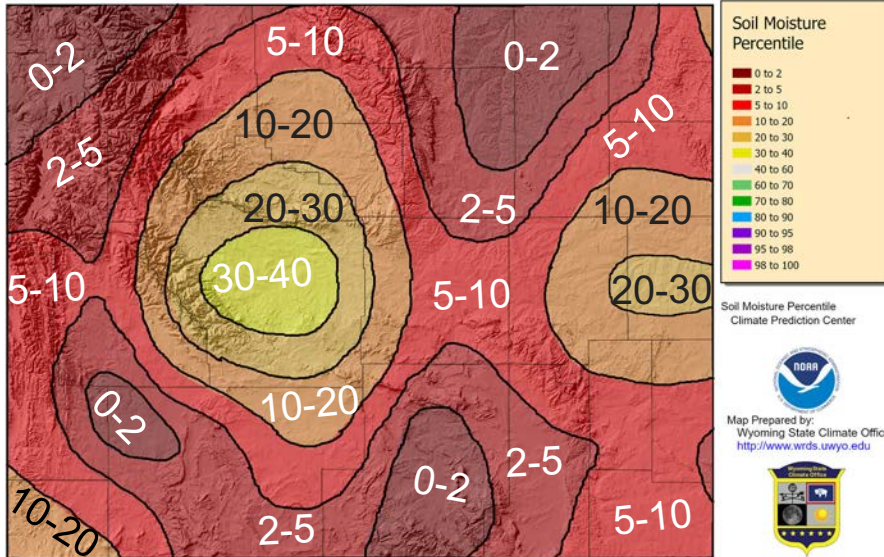 0-2
5-10
0-2
10-20
5-10
2-5
20-30
2-5
10-20
30-40
5-10
5-10
20-30
10-20
0-2
0-2
2-5
10-20
2-5
5-10
Soil Moisture
Percentile
0 to 2
2 to 5
5 to 10
10 to 20
20 to 30
30 to 40
40 to 60
60 to 70
70 to 80
80 to 90
90 to 95
95 to 98
98 to 100
Soil Moisture Percentile
Climate Prediction Center
NOAA
Map Prepared by:
Wyoming State Climate Offic
http://www.wrds.uwyo.edu
Wyoming State
Climate Office